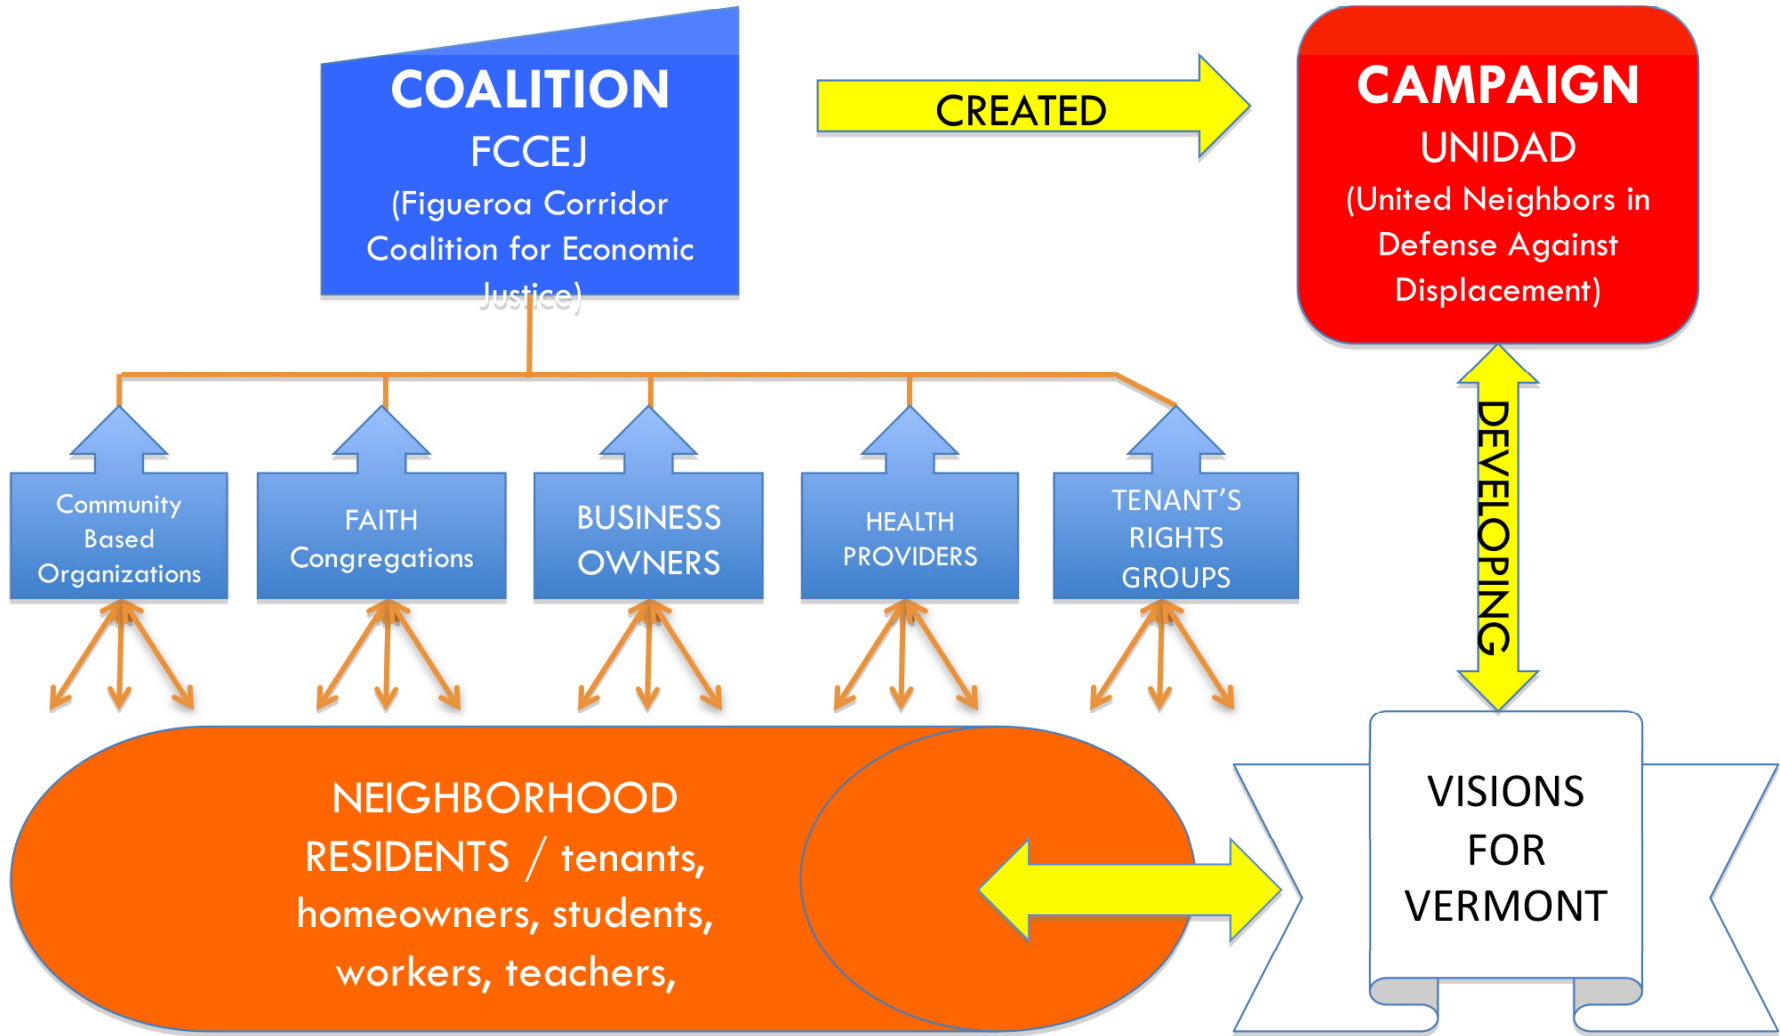 COALITION
FCCEJ
(Figueroa Corridor
Coalition for Economic
Justice)
CREATED
CAMPAIGN
UNIDAD
(United Neighbors in
Defense Against
Displacement)
DEVELOPING
Community
Based
Organizations
FAITH
Congregations
BUSINESS
OWNERS
HEALTH
PROVIDERS
TENANT’S
RIGHTS
GROUPS
NEIGHBORHOOD
RESIDENTS / tenants,
homeowners, students,
workers, teachers,
VISIONS
FOR
VERMONT